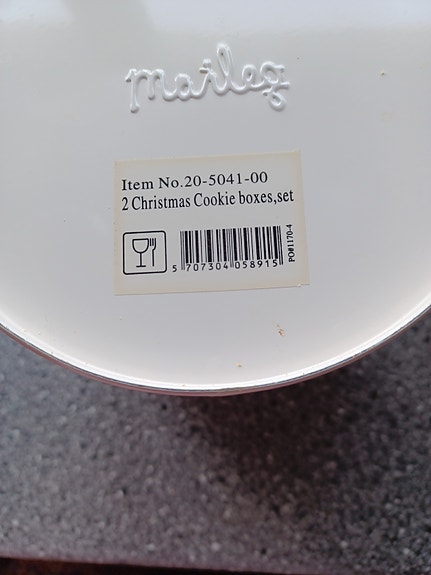 maileg
Item No.20-5041-00
2 Christmas Cookie boxes,set
5 707304 058915
PO#1170-4